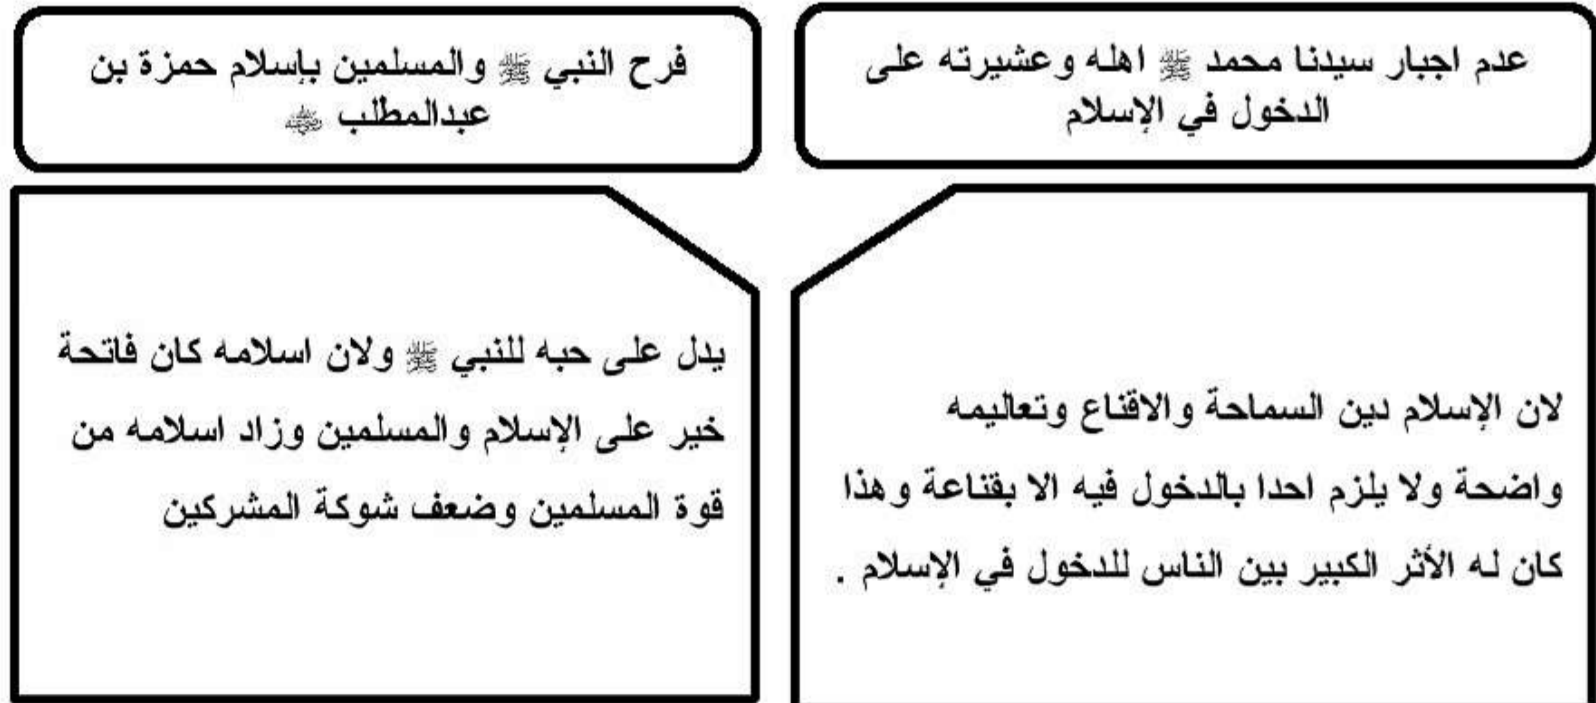 عدم اجبار سيدنا محمد ﷺ اهله وعشيرته على
الدخول في الإسلام
لان الإسلام دين السماحة والاقناع وتعاليمه
واضحة ولا يلزم احدا بالدخول فيه الا بقناعة وهذا
كان له الأثر الكبير بين الناس للدخول في الإسلام .
فرح النبي ﷺ والمسلمين بإسلام حمزة بن
عبدالمطلب رضي الله عنه
يدل على حبه للنبي ﷺ ولان اسلامه كان فاتحة
خير على الإسلام والمسلمين وزاد اسلامه من
قوة المسلمين وضعف شوكة المشركين